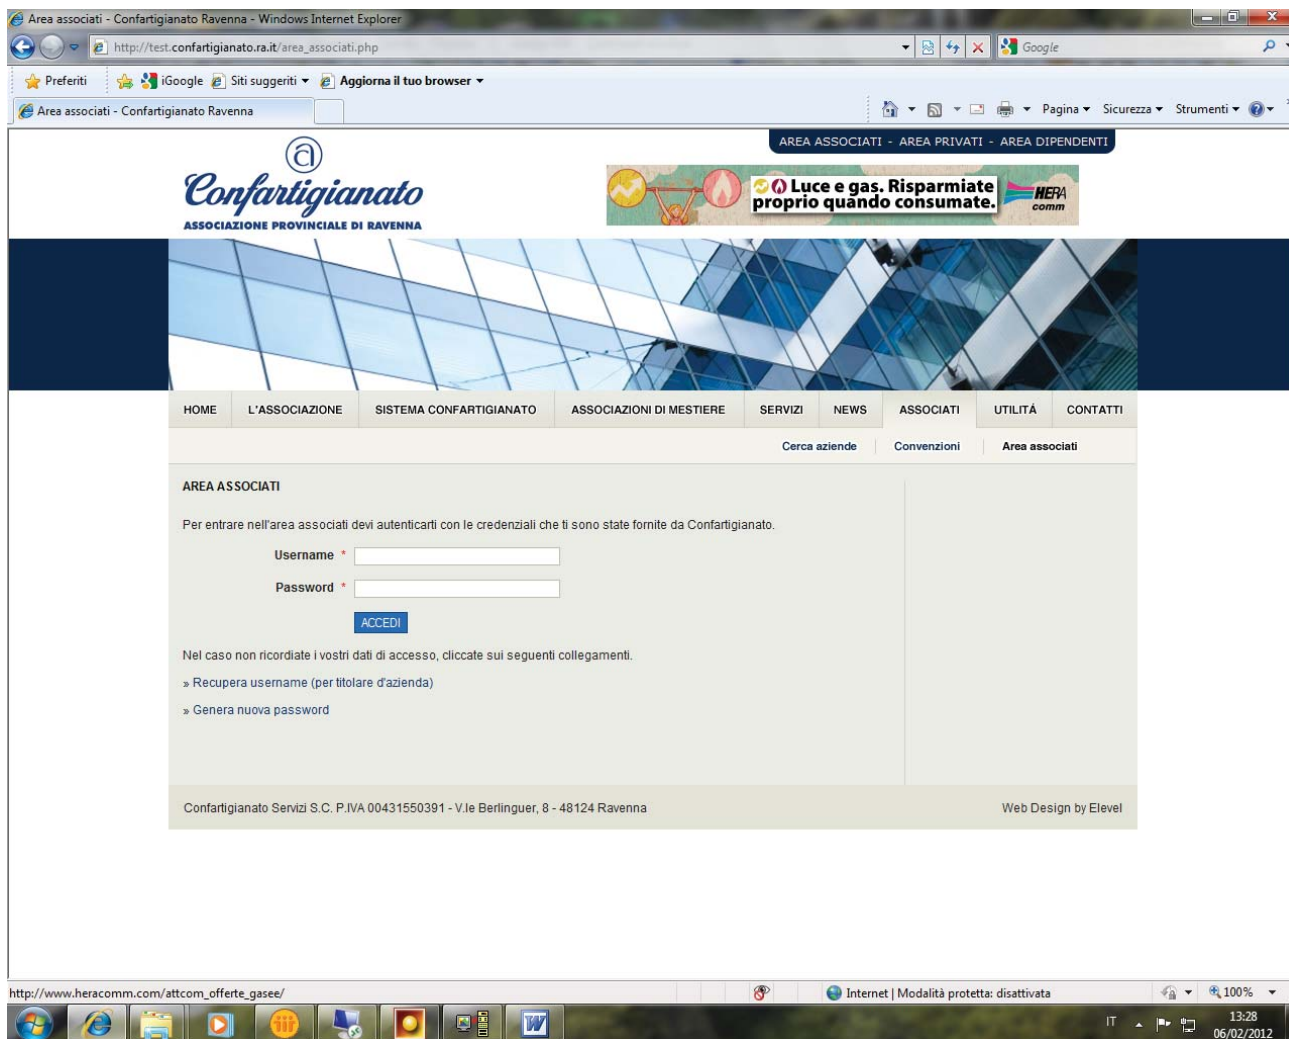 Area associati - Confartigianato Ravenna - Windows Internet Explorer
http://test.confartigianato.ra.it/area_associati.php
Google
Preferiti
iGoogle
Siti suggeriti
Aggiorna il tuo browser
Area associati - Confartigianato Ravenna
Pagina
Sicurezza
Strumenti
AREA ASSOCIATI - AREA PRIVATI - AREA DIPENDENTI
a
Confartigianato
ASSOCIAZIONE PROVINCIALE DI RAVENNA
Luce e gas. Risparmiate
proprio quando consumate.
HERA
comm
HOME L'ASSOCIAZIONE SISTEMA CONFARTIGIANATO ASSOCIAZIONI DI MESTIERE SERVIZI NEWS ASSOCIATI UTILITÁ CONTATTI
Cerca aziende Convenzioni Area associati
AREA ASSOCIATI
Per entrare nell'area associati devi autenticarti con le credenziali che ti sono state fornite da Confartigianato.
Username *
Password *
ACCEDI
Nel caso non ricordiate i vostri dati di accesso, cliccate sui seguenti collegamenti.
» Recupera username (per titolare d'azienda)
» Genera nuova password
Confartigianato Servizi S.C. P.IVA 00431550391 - V.le Berlinguer, 8 - 48124 Ravenna
Web Design by Elevel
http://www.heracomm.com/attcom_offerte_gasee/
Internet | Modalità protetta: disattivata
100%
IT
13:28
06/02/2012